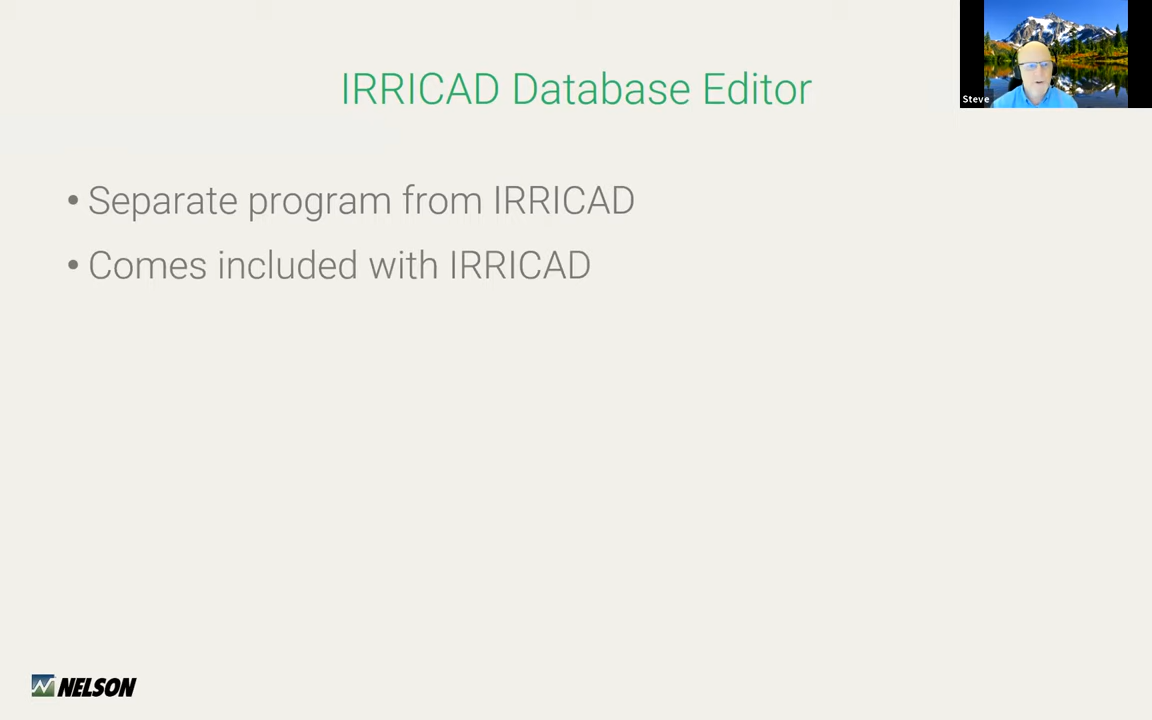 IRRICAD Database Editor
Steve
• Separate program from IRRICAD
• Comes included with IRRICAD
NELSON